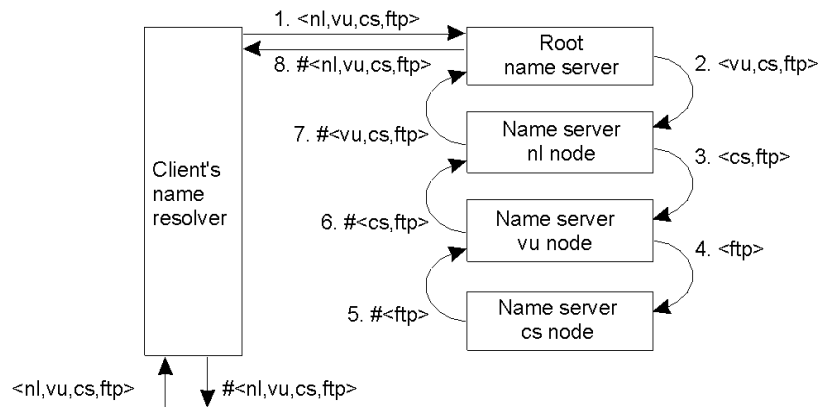 1. <nl,vu,cs,ftp>
8. #<nl,vu,cs,ftp>
Root
name server
2. <vu,cs,ftp>
7. #<vu,cs,ftp>
Name server
nl node
3. <cs,ftp>
Client's
name
resolver
6. #<cs,ftp>
Name server
vu node
4. <ftp>
5. #<ftp>
Name server
cs node
<nl,vu,cs,ftp>
#<nl,vu,cs,ftp>